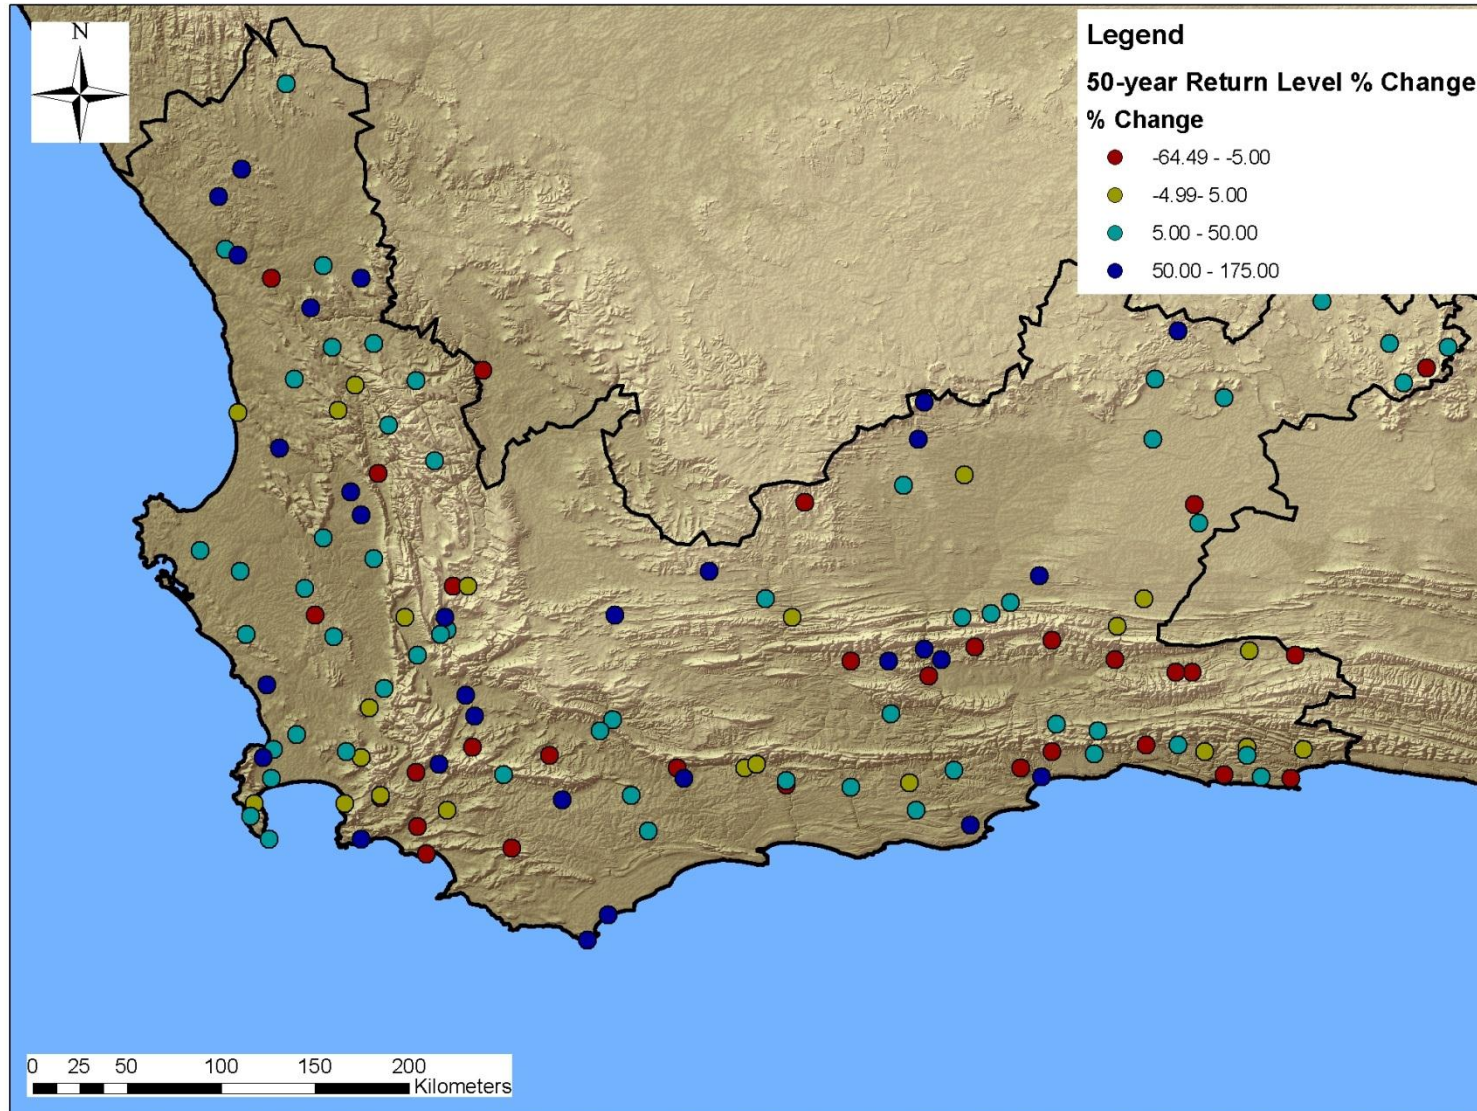 N
Legend
50-year Return Level % Change
% Change
-64.49 - -5.00
-4.99- 5.00
5.00 - 50.00
50.00 - 175.00
0 25 50 100 150 200
Kilometers